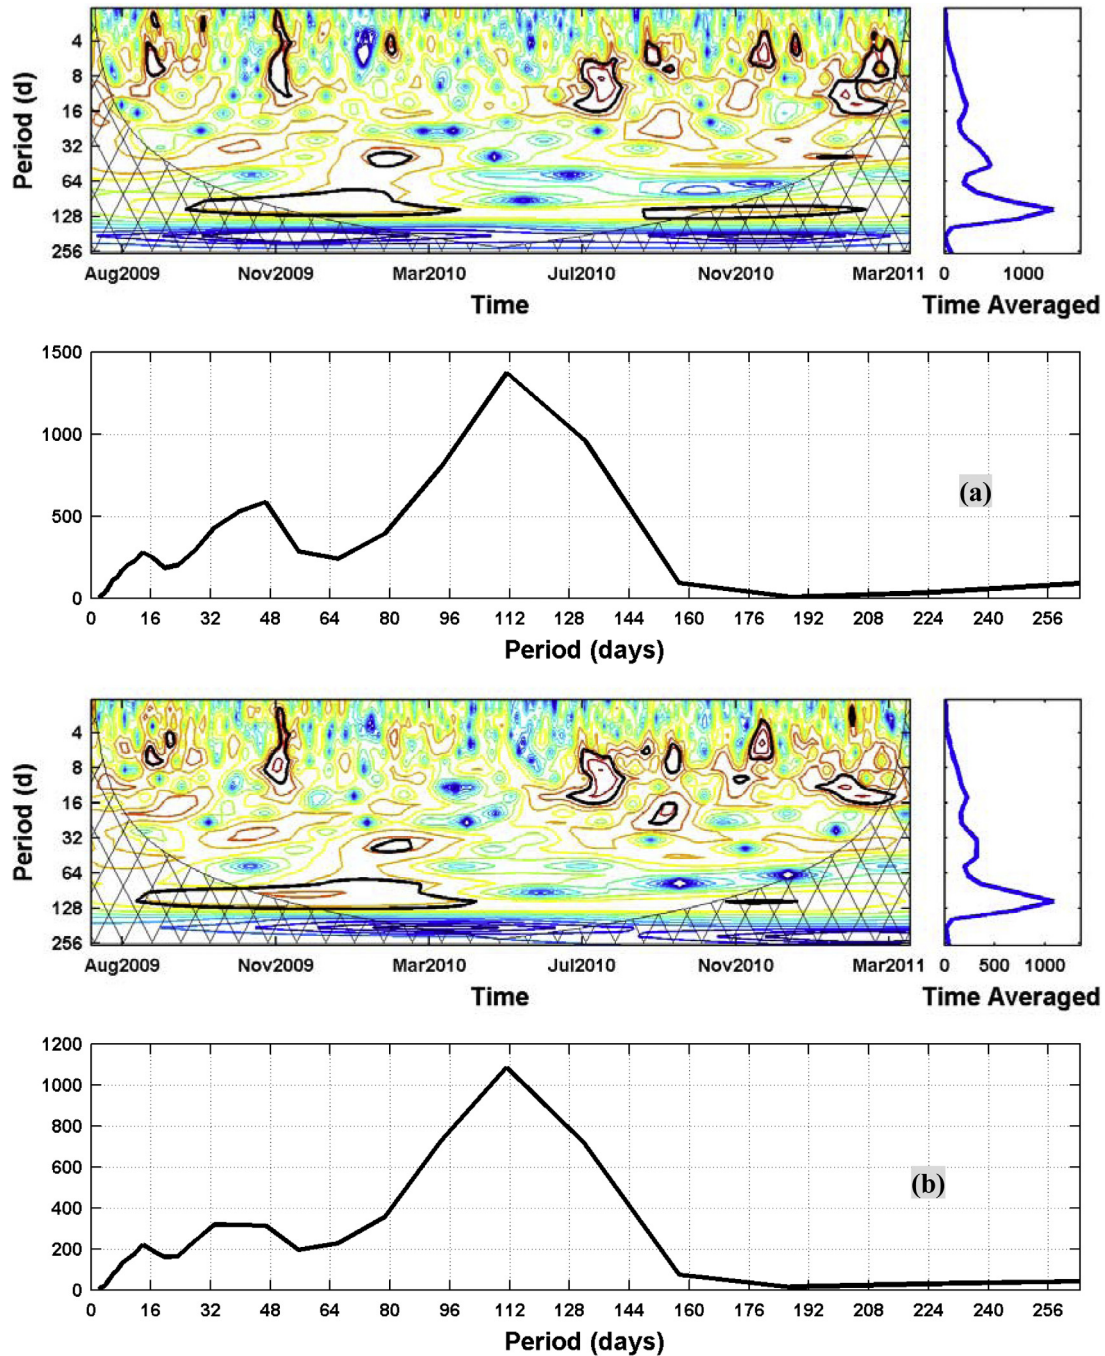 4
8
16
32
64
128
256
Period (d)
Aug2009 Nov2009 Mar2010 Jul2010 Nov2010 Mar2011
Time
0 1000
Time Averaged
1500
1000
500
0
0 16 32 48 64 80 96 112 128 144 160 176 192 208 224 240 256
Period (days)
(a)
4
8
16
32
64
128
256
Period (d)
Aug2009 Nov2009 Mar2010 Jul2010 Nov2010 Mar2011
Time
0 500 1000
Time Averaged
1200
1000
800
600
400
200
0
0 16 32 48 64 80 96 112 128 144 160 176 192 208 224 240 256
Period (days)
(b)